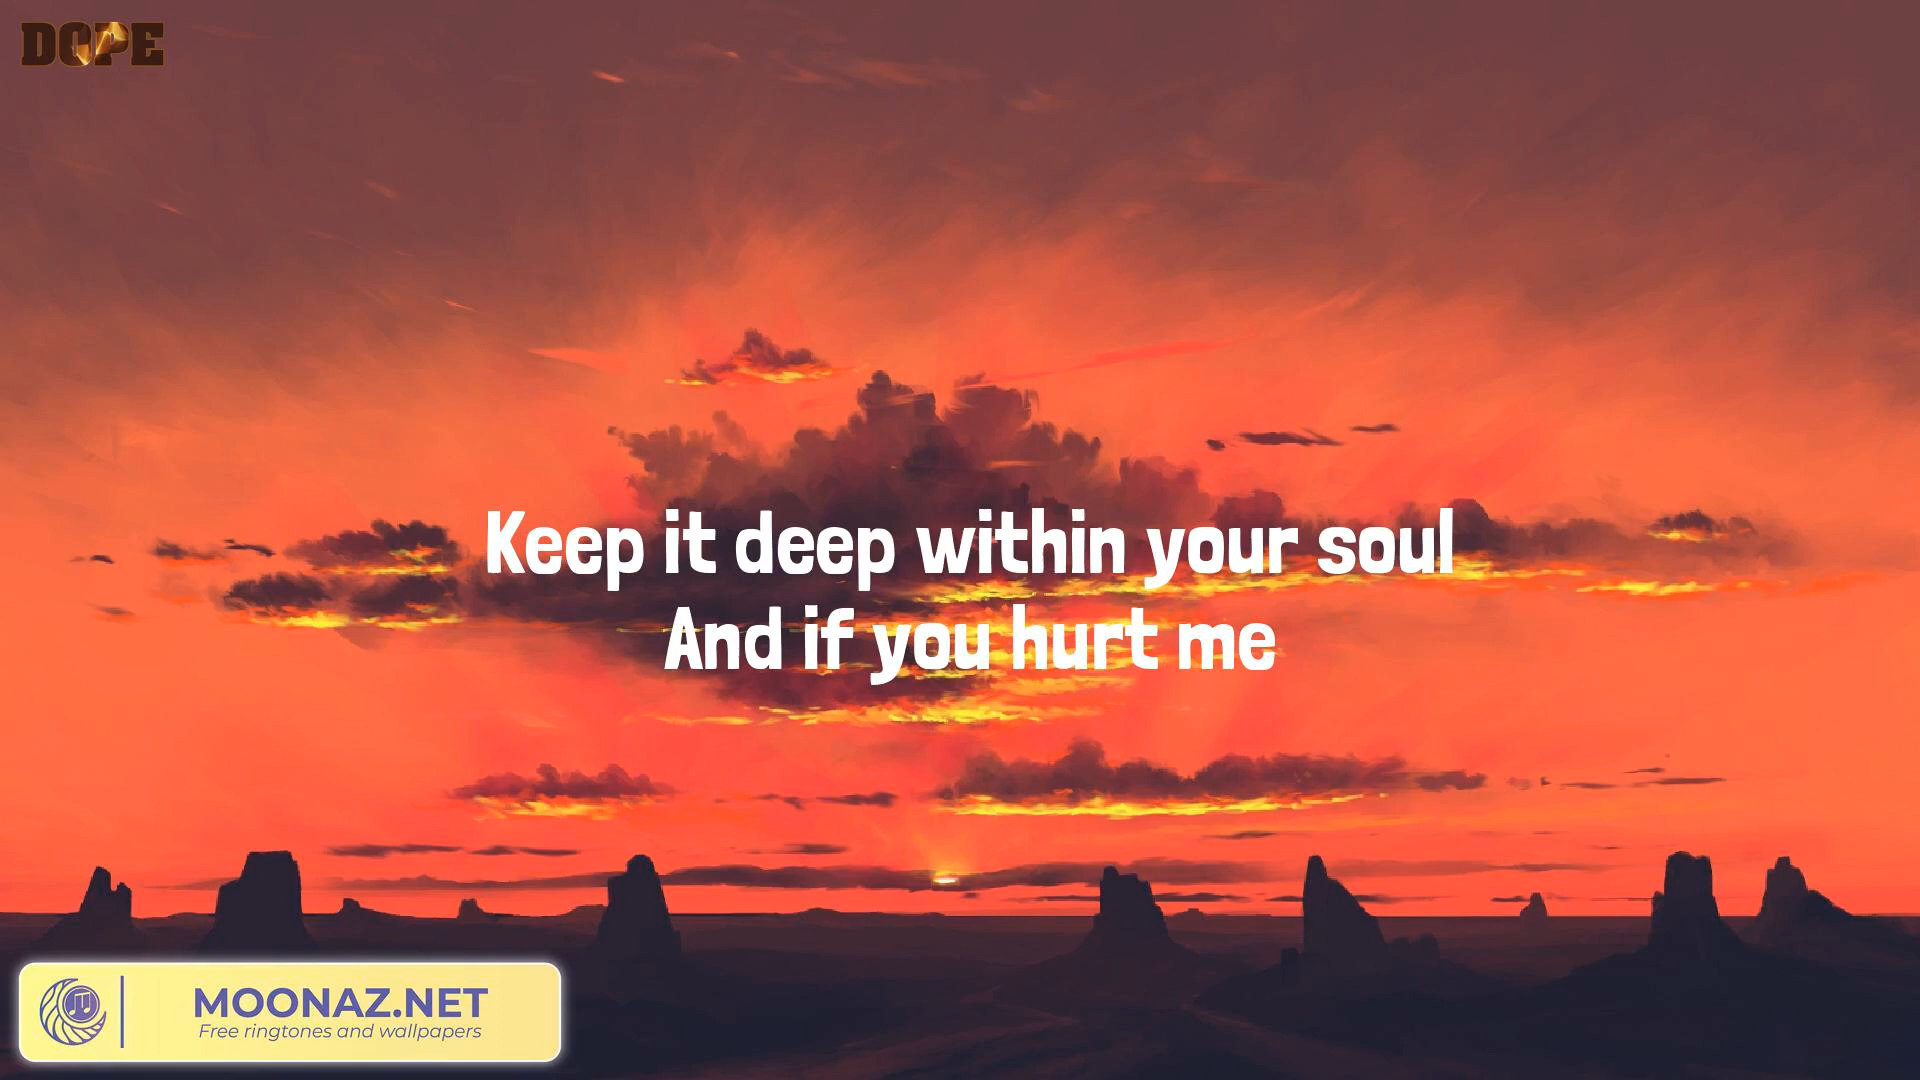 DOPE
Keep it deep within your soul
And if you hurt me
MOONAZ.NET
Free ringtones and wallpapers